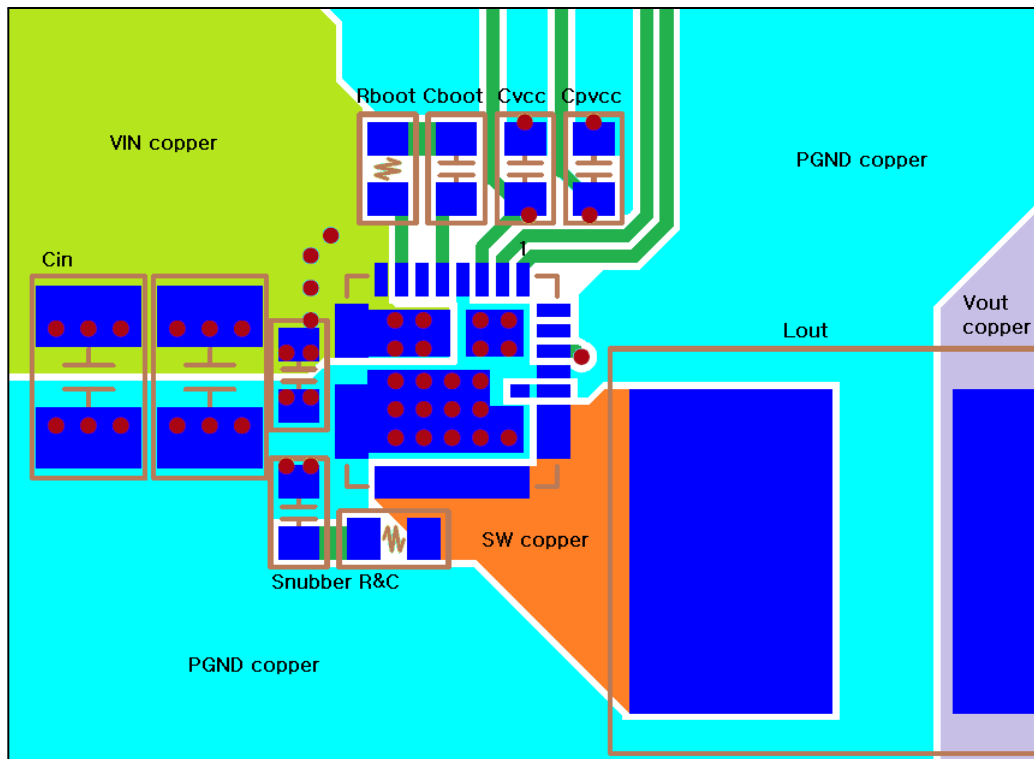 Rboot Cboot Cvcc Cpvcc
VIN copper
PGND copper
1
Cin
Vout
copper
Lout
SW copper
Snubber R&C
PGND copper